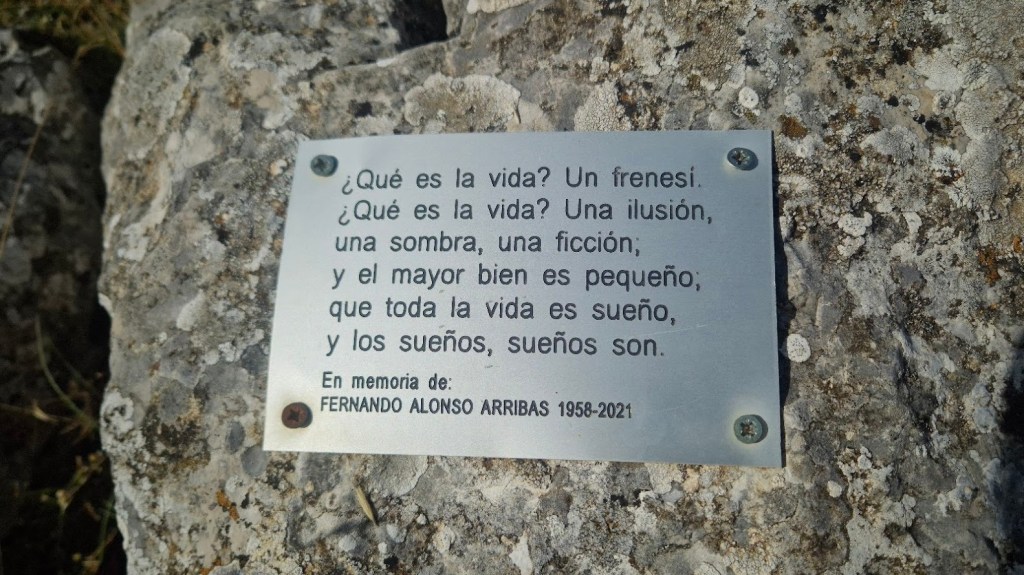 ¿Qué es la vida? Un frenesí.
¿Qué es la vida? Una ilusión,
una sombra, una ficción;
y el mayor bien es pequeño;
que toda la vida es sueño,
y los sueños, sueños son.
En memoria de:
FERNANDO ALONSO ARRIBAS 1958-2021